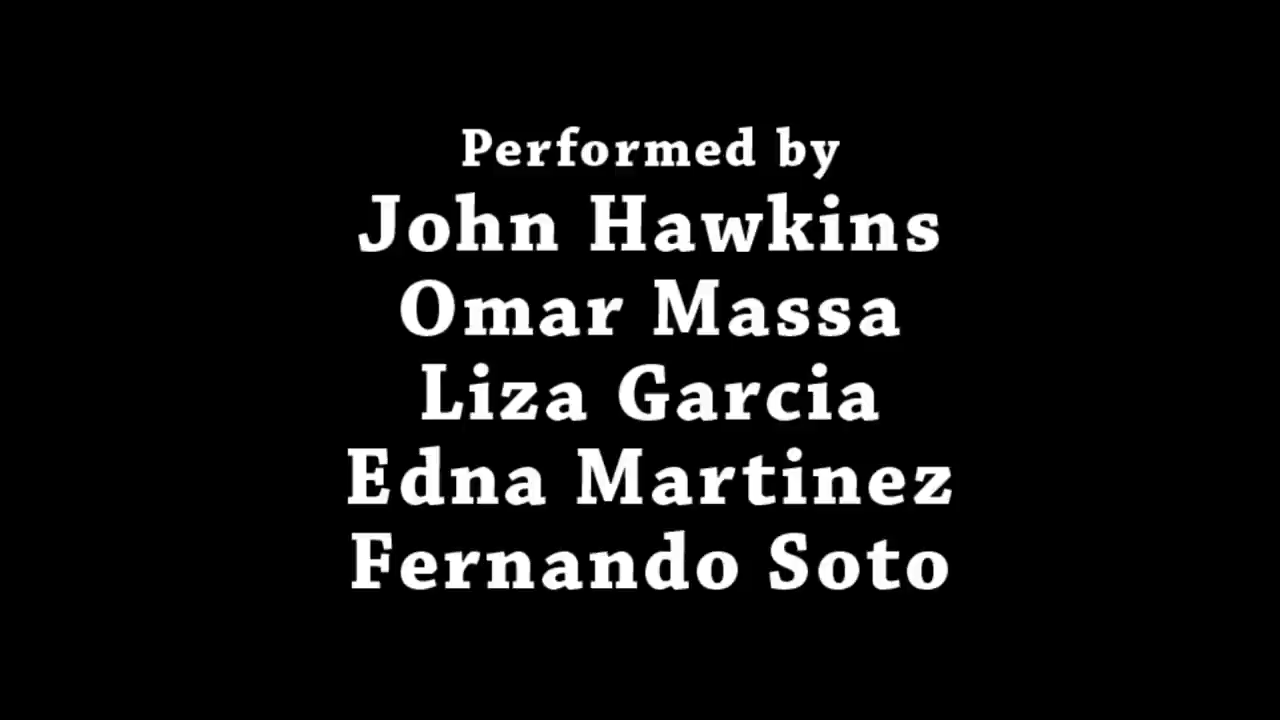 Performed by
John Hawkins
Omar Massa
Liza Garcia
Edna Martinez
Fernando Soto